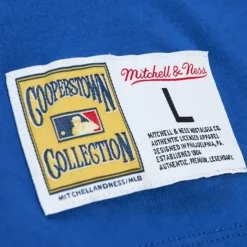 COOPERSTOWN
COLLECTION
MITCHELLANDNESS/MLB
Mitchell & Ness
L
MITCHELL & NESS NOSTALGIA CO.
AUTHENTIC LICENSED APPAREL
DESIGNED IN PHILADELPHIA, PA.
ESTABLISHED 1904
AUTHENTIC, PREMIUM, LEGENDARY.